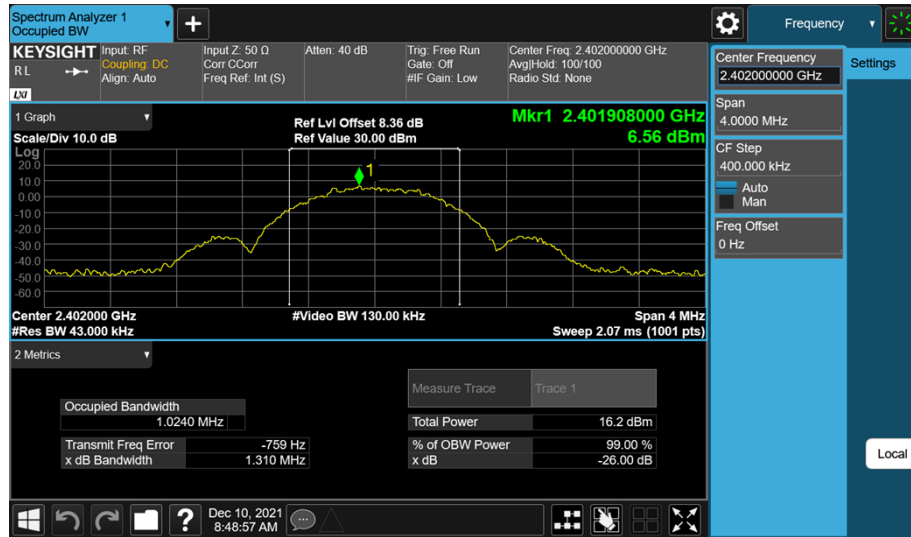 Spectrum Analyzer 1
Occupied BW
Frequency
KEYSIGHT
R L
LXI
Input: RF
Coupling: DC
Align: Auto
Input Z: 50 Ω
Corr CCorr
Freq Ref: Int (S)
Atten: 40 dB
Trig: Free Run
Gate: Off
#IF Gain: Low
Center Freq: 2.402000000 GHz
Avg|Hold: 100/100
Radio Std: None
Center Frequency
2.402000000 GHz
Settings
Span
4.0000 MHz
CF Step
400.000 kHz
Auto
Man
Freq Offset
0 Hz
Local
1 Graph
Scale/Div 10.0 dB
Ref Lvl Offset 8.36 dB
Ref Value 30.00 dBm
Mkr1 2.401908000 GHz
6.56 dBm
Log
20.0
10.0
0.00
-10.0
-20.0
-30.0
-40.0
-50.0
-60.0
1
Center 2.402000 GHz
#Video BW 130.00 kHz
Span 4 MHz
#Res BW 43.000 kHz
Sweep 2.07 ms (1001 pts)
2 Metrics
Measure Trace
Trace 1
Occupied Bandwidth
1.0240 MHz
Total Power
16.2 dBm
Transmit Freq Error
-759 Hz
% of OBW Power
99.00 %
x dB Bandwidth
1.310 MHz
x dB
-26.00 dB
Dec 10, 2021
8:48:57 AM